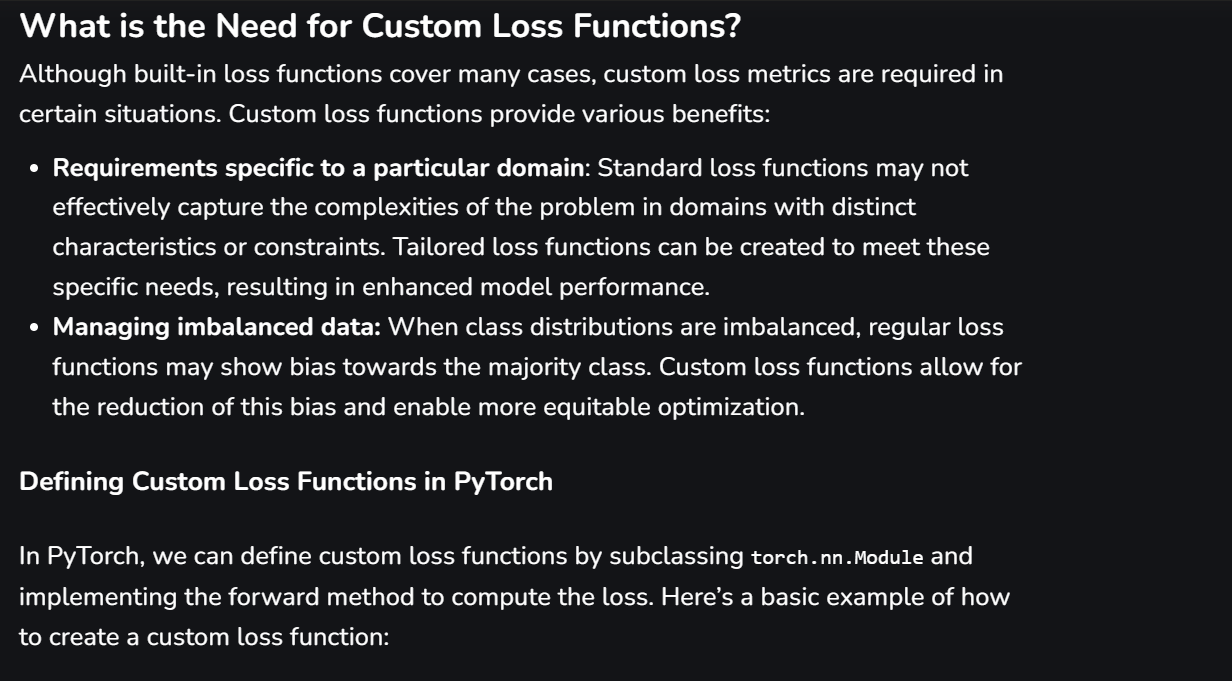 What is the Need for Custom Loss Functions?
Although built-in loss functions cover many cases, custom loss metrics are required in
certain situations. Custom loss functions provide various benefits:
• Requirements specific to a particular domain: Standard loss functions may not
effectively capture the complexities of the problem in domains with distinct
characteristics or constraints. Tailored loss functions can be created to meet these
specific needs, resulting in enhanced model performance.
• Managing imbalanced data: When class distributions are imbalanced, regular loss
functions may show bias towards the majority class. Custom loss functions allow for
the reduction of this bias and enable more equitable optimization.
Defining Custom Loss Functions in PyTorch
In PyTorch, we can define custom loss functions by subclassing torch.nn.Module and
implementing the forward method to compute the loss. Here’s a basic example of how
to create a custom loss function: